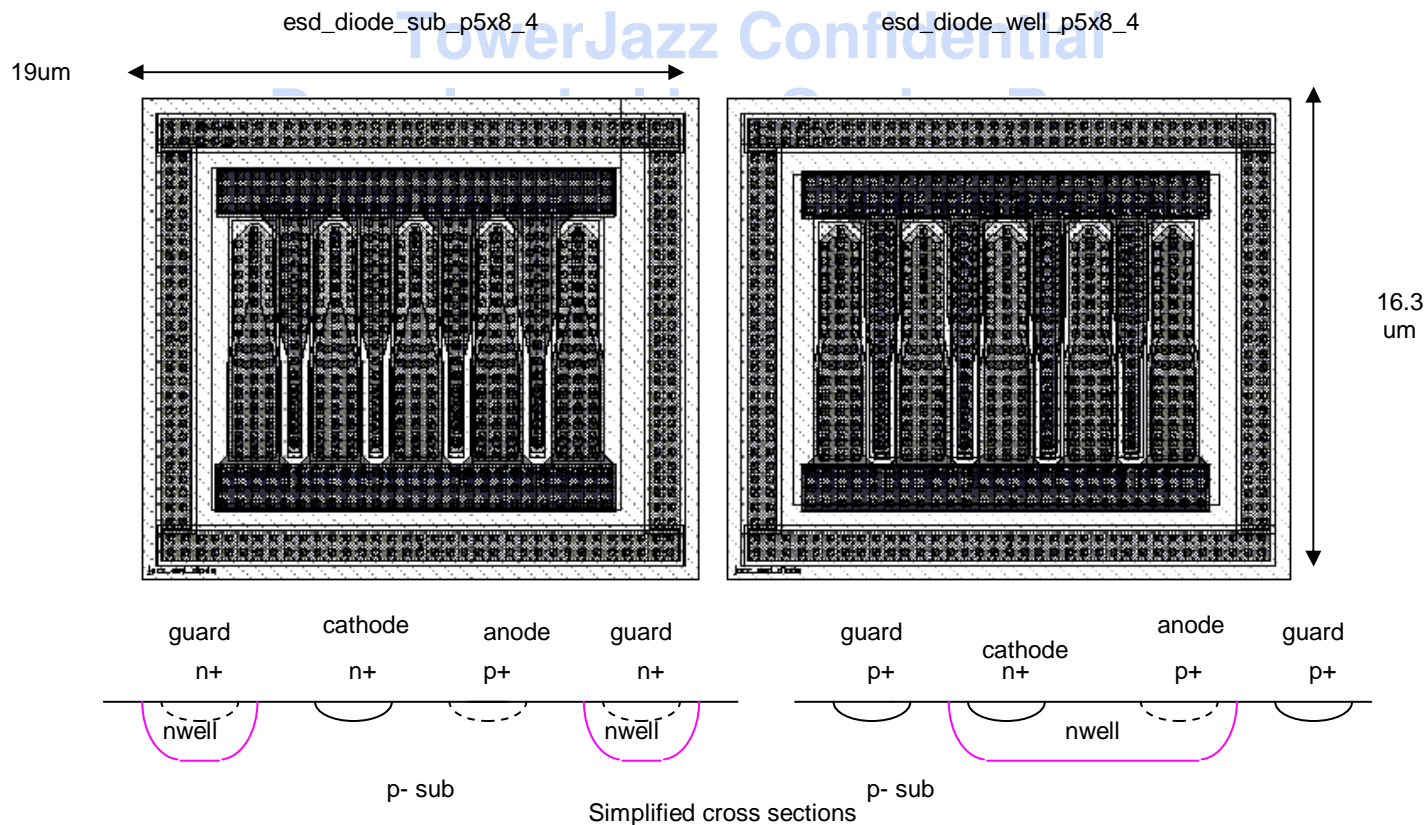 esd_diode_sub_p5x8_4 esd_diode_well_p5x8_4
TowerJazz Confidential
19um
16.3
um
guard cathode anode guard
n+ n+ p+ n+
nwell nwell
p- sub
guard cathode anode guard
p+ n+ p+ p+
nwell
p- sub
Simplified cross sections